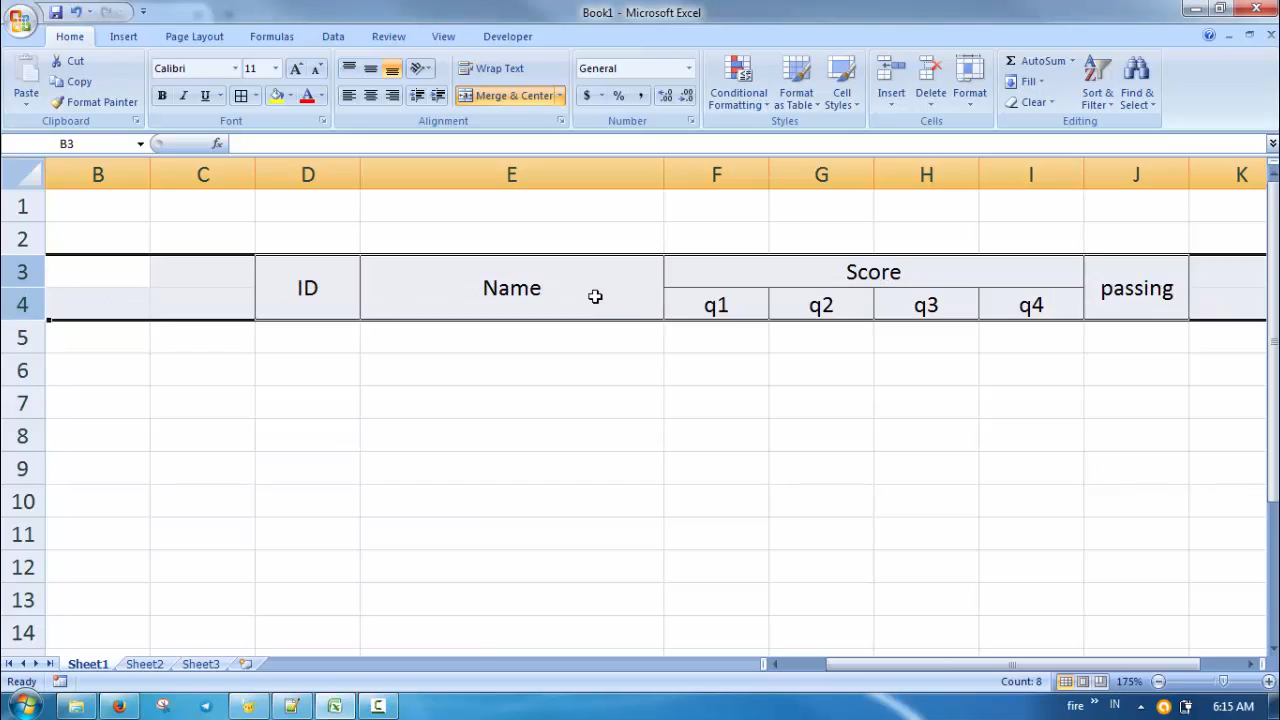 Book1 - Microsoft Excel
Home Insert Page Layout Formulas Data Review View Developer
Paste
Cut
Copy
Format Painter
Clipboard
Calibri 11
B I U
Font
Wrap Text
Merge & Center
Alignment
General
$ % ,
Number
Conditional Formatting
Format as Table
Cell Styles
Styles
Insert
Delete
Format
Cells
Σ AutoSum
Fill
Clear
Sort & Filter
Find & Select
Editing
B3 fx
B C D E F G H I J K
1
2
3 ID Name Score passing
4 q1 q2 q3 q4
5
6
7
8
9
10
11
12
13
14
Sheet1 Sheet2 Sheet3
Ready Count: 8 175%
fire » IN 6:15 AM